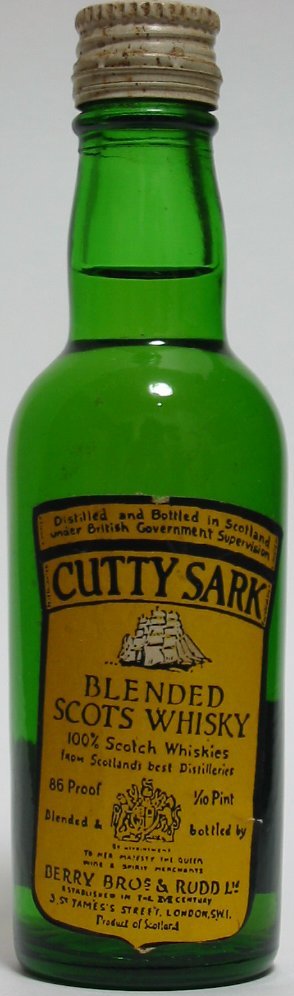 Distilled and Bottled in Scotland
under British Government Supervision
CUTTY SARK
BLENDED
SCOTS WHISKY
100% Scotch Whiskies
from Scotland's best Distilleries
86 Proof 1/10 Pint
Blended & bottled by
BY APPOINTMENT
TO HER MAJESTY THE QUEEN
WINE & SPIRIT MERCHANTS
BERRY BROS & RUDD LTD
ESTABLISHED IN THE XVII CENTURY
3, ST JAMES'S STREET, LONDON, S.W.1.
Product of Scotland